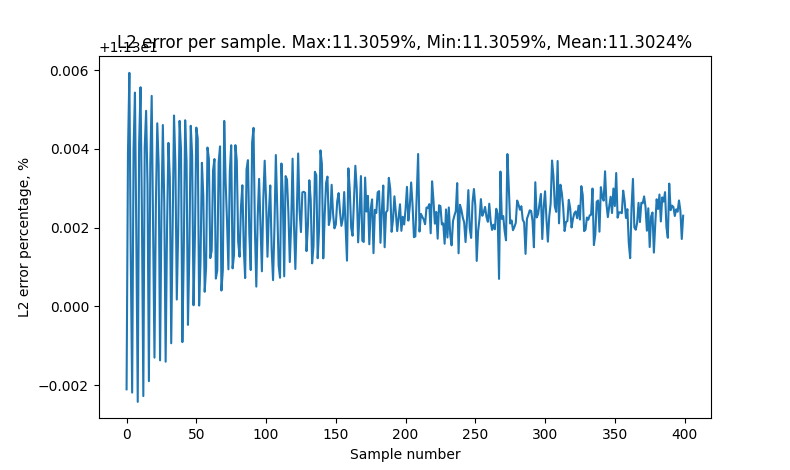 L2 error per sample. Max:11.3059%, Min:11.3059%, Mean:11.3024%
+1.13e1
0.006
0.004
0.002
0.000
−0.002
L2 error percentage, %
0 50 100 150 200 250 300 350 400
Sample number